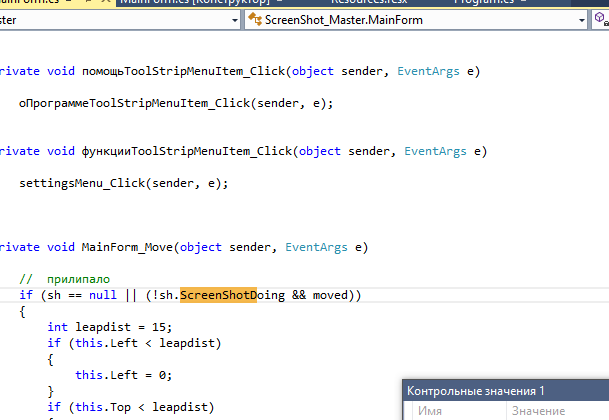 MainForm.cs [Конструктор] Resources.resx Program.cs
ster ScreenShot_Master.MainForm
rivate void помощьToolStripMenuItem_Click(object sender, EventArgs e)
оПрограммеToolStripMenuItem_Click(sender, e);
rivate void функцииToolStripMenuItem_Click(object sender, EventArgs e)
settingsMenu_Click(sender, e);
rivate void MainForm_Move(object sender, EventArgs e)
// прилипало
if (sh == null || (!sh.ScreenShotDoing && moved))
{
int leapdist = 15;
if (this.Left < leapdist)
{
this.Left = 0;
}
if (this.Top < leapdist)
Контрольные значения 1
Имя Значение